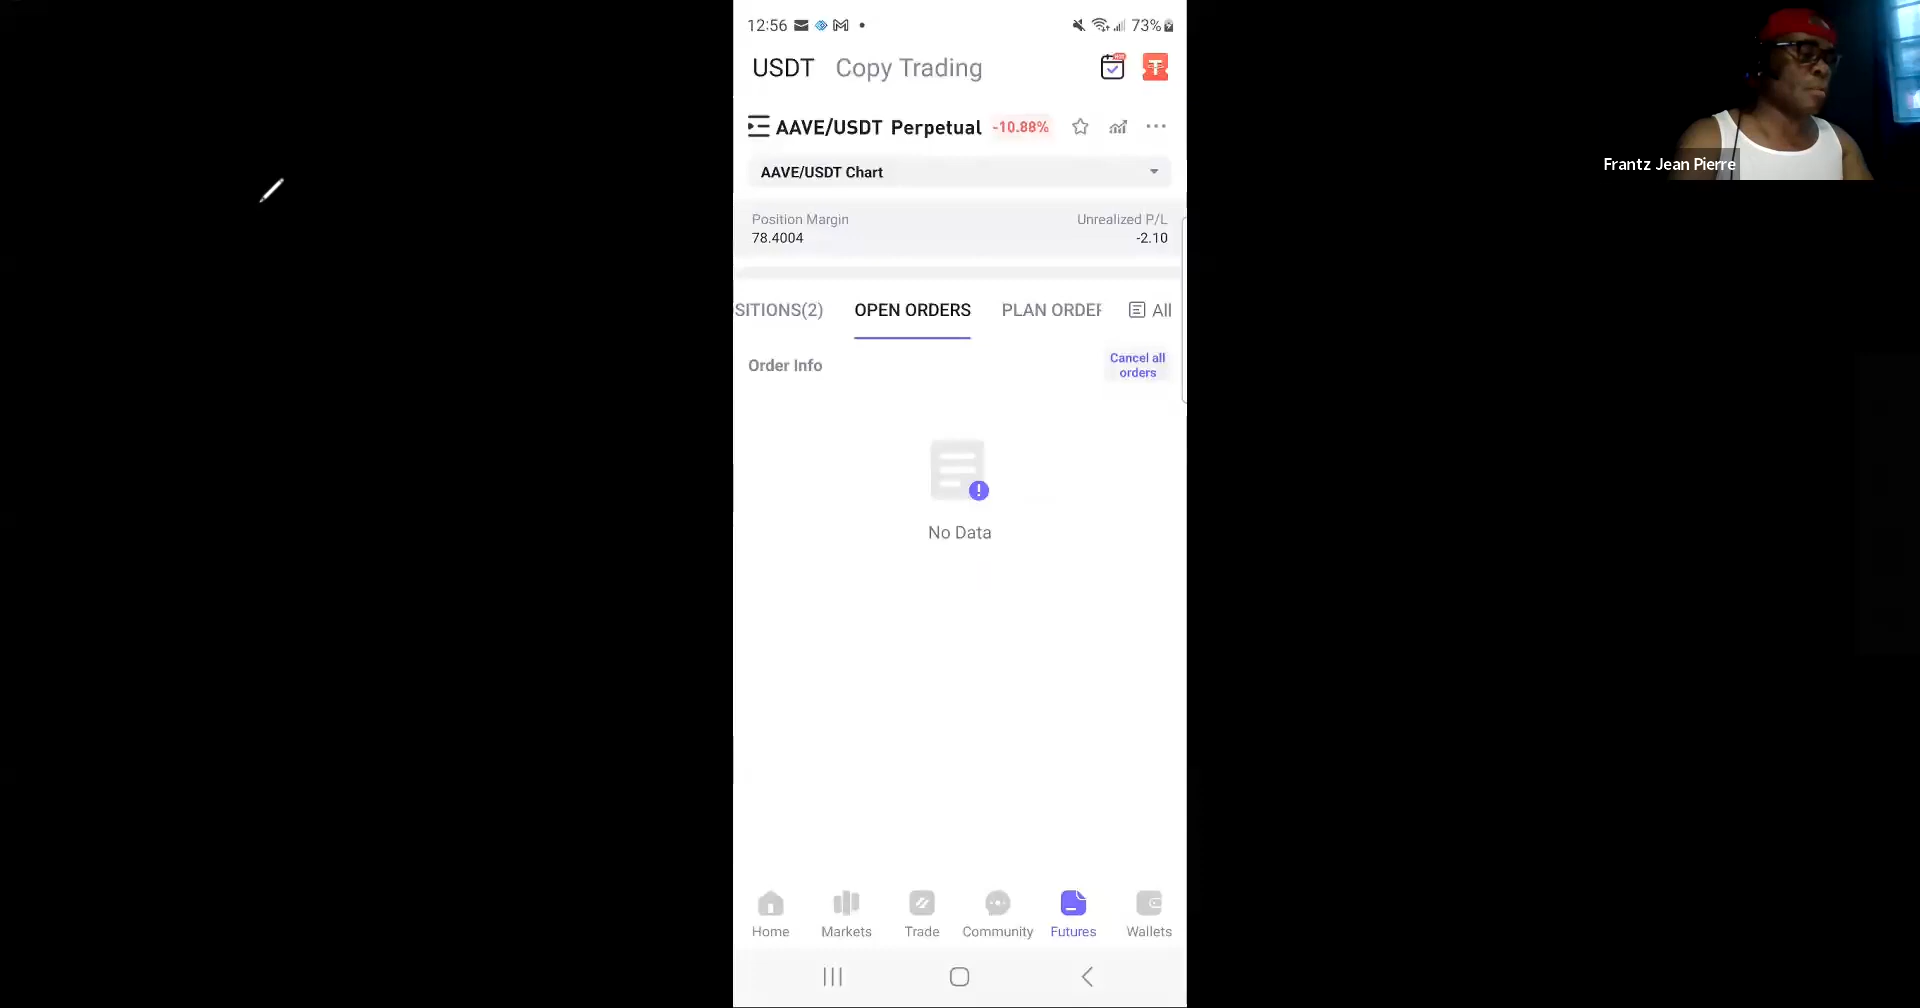 12:56 73%
USDT Copy Trading
AAVE/USDT Perpetual -10.88%
AAVE/USDT Chart
Position Margin Unrealized P/L
78.4004 -2.10
SITIONS(2) OPEN ORDERS PLAN ORDER All
Order Info
Cancel all
orders
No Data
Home Markets Trade Community Futures Wallets
Frantz Jean Pierre